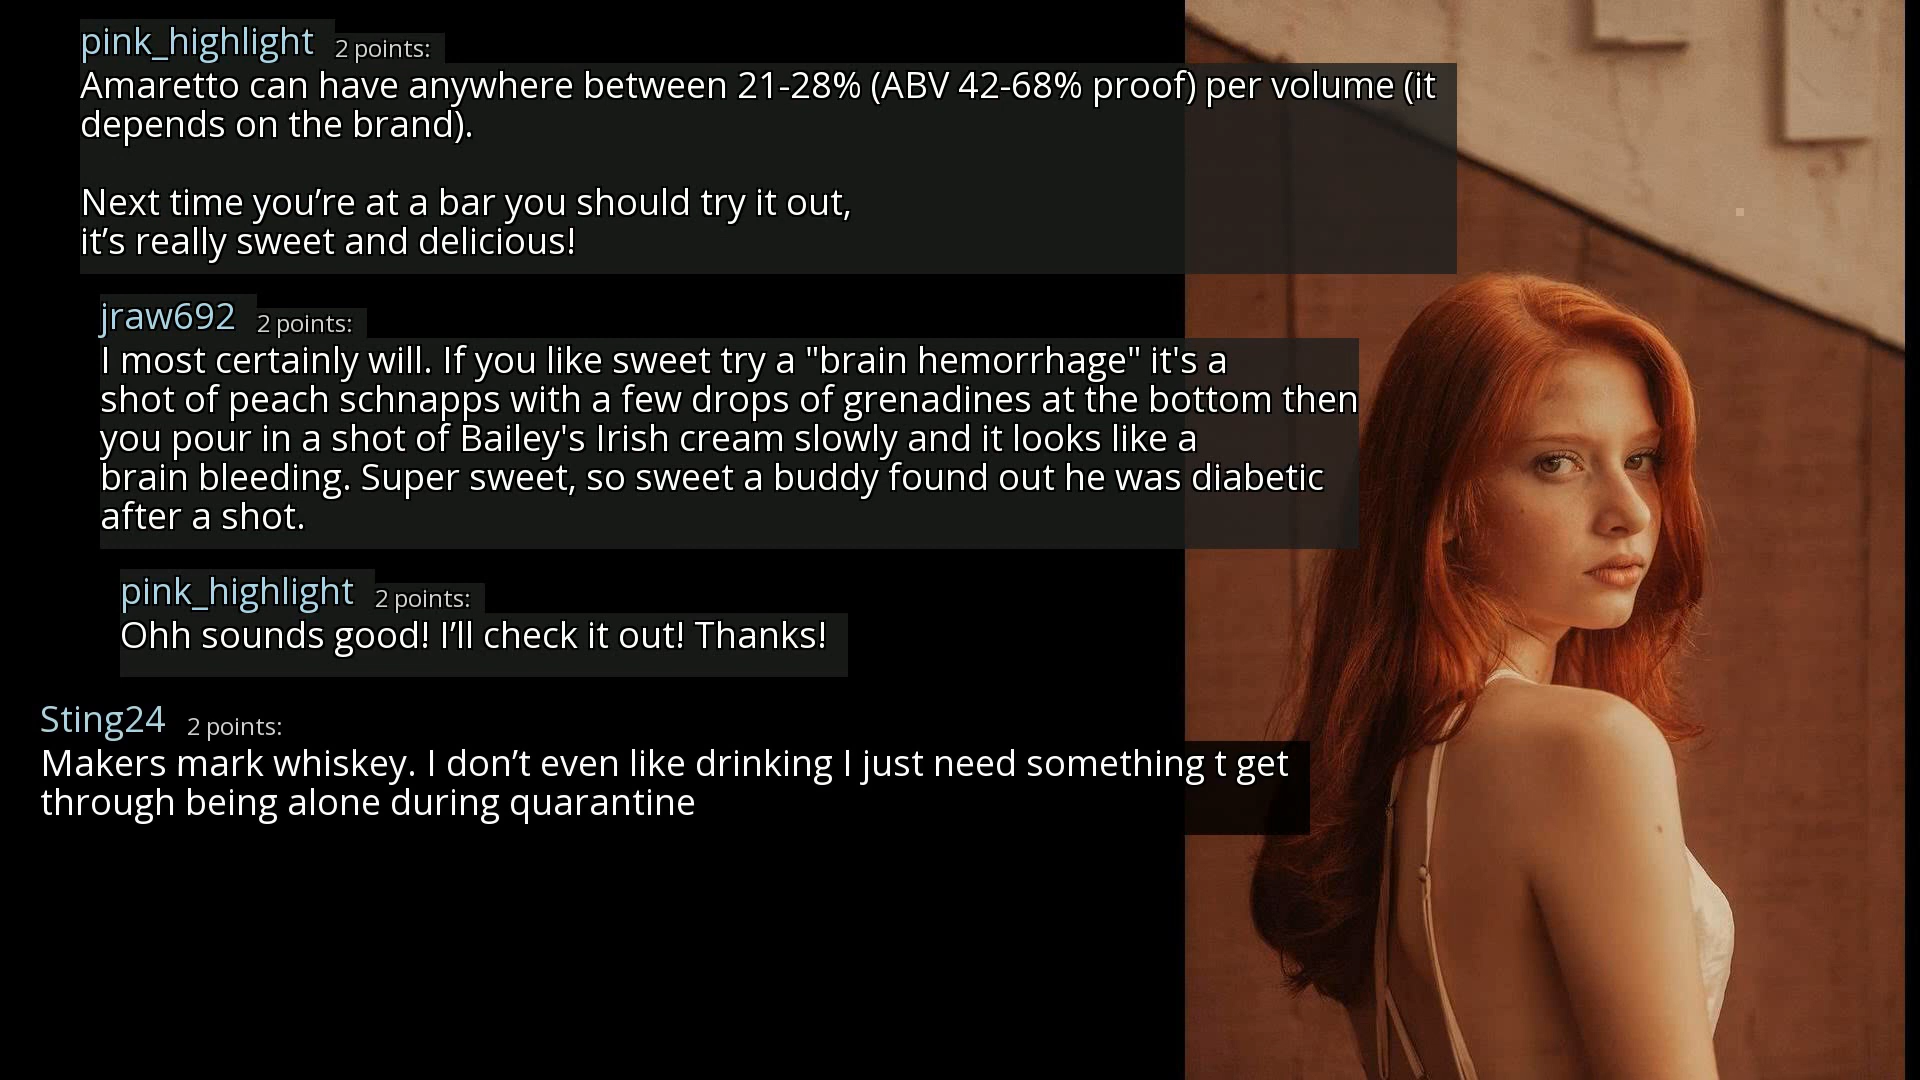 pink_highlight 2 points:
Amaretto can have anywhere between 21-28% (ABV 42-68% proof) per volume (it
depends on the brand).
Next time you’re at a bar you should try it out,
it’s really sweet and delicious!
jraw692 2 points:
I most certainly will. If you like sweet try a "brain hemorrhage" it's a
shot of peach schnapps with a few drops of grenadines at the bottom then
you pour in a shot of Bailey's Irish cream slowly and it looks like a
brain bleeding. Super sweet, so sweet a buddy found out he was diabetic
after a shot.
pink_highlight 2 points:
Ohh sounds good! I’ll check it out! Thanks!
Sting24 2 points:
Makers mark whiskey. I don’t even like drinking I just need something t get
through being alone during quarantine